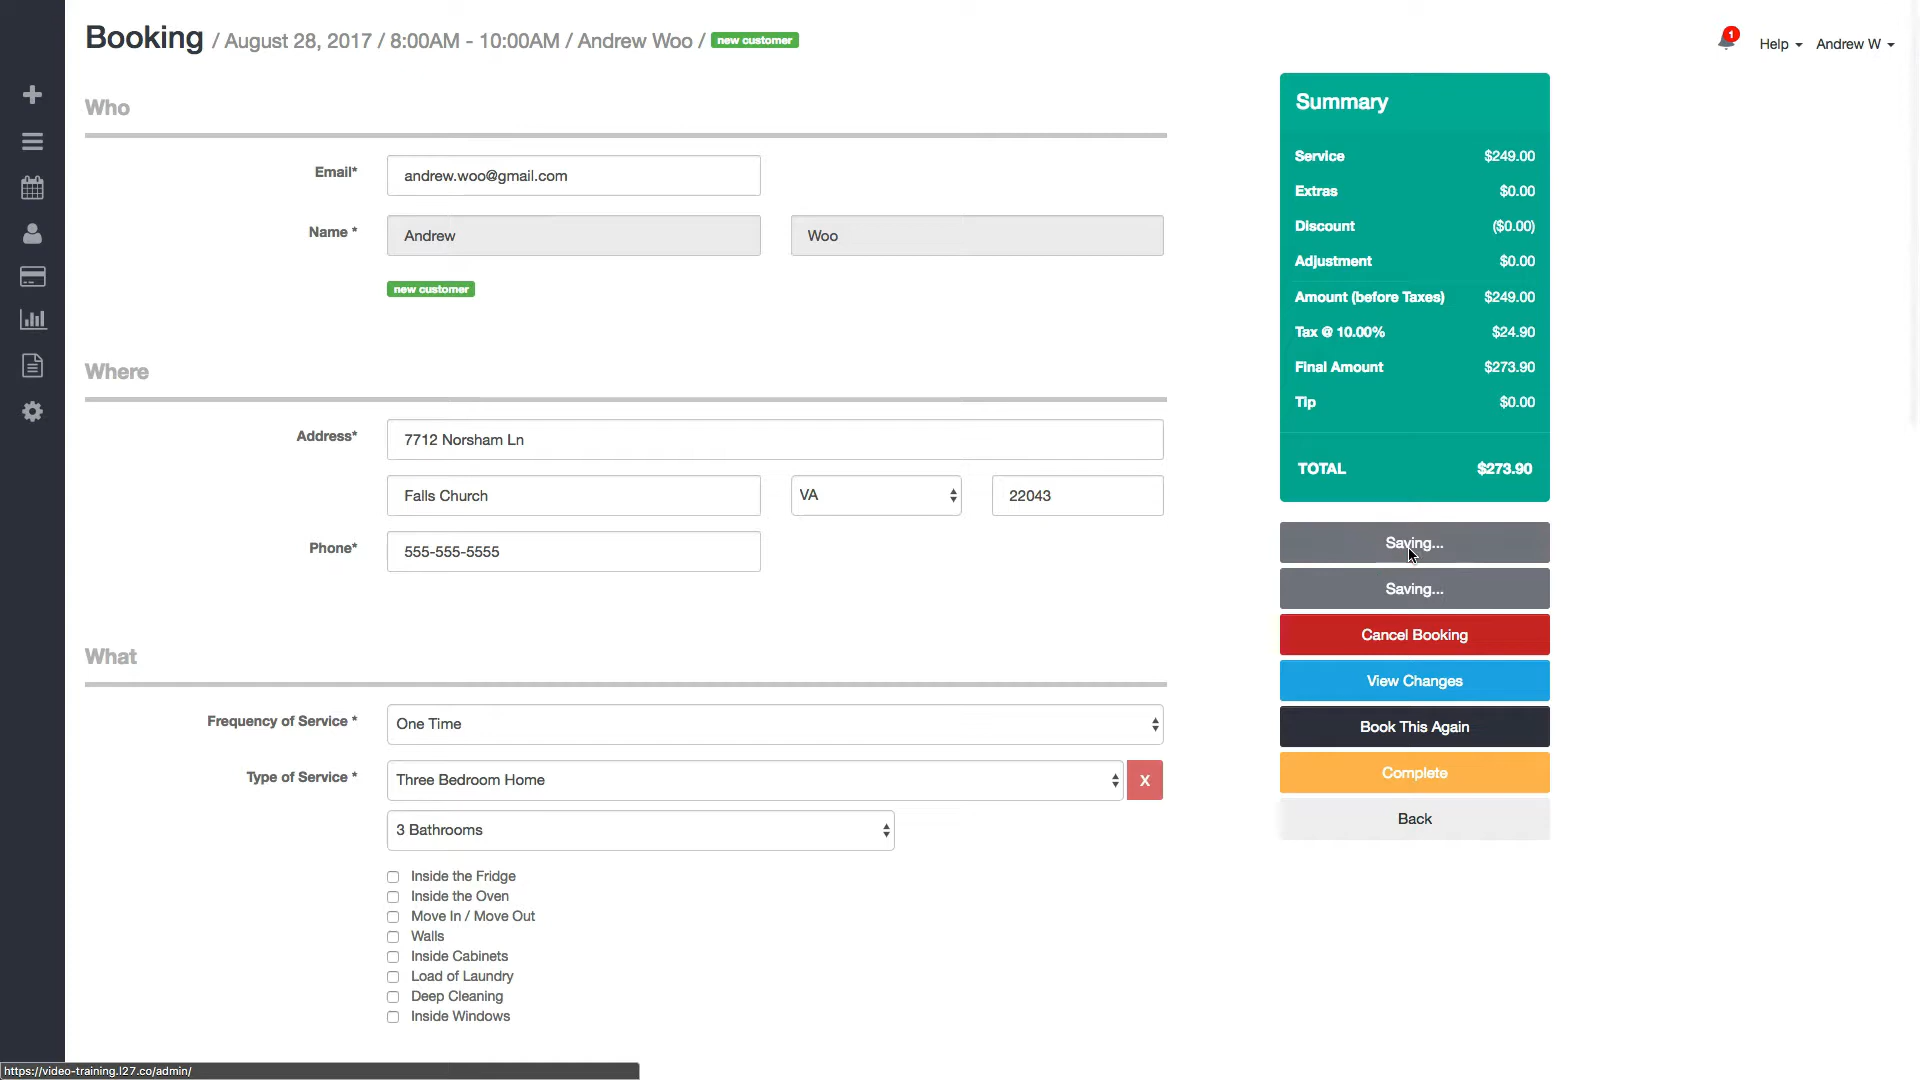 Booking / August 28, 2017 / 8:00AM - 10:00AM / Andrew Woo / new customer
1
Help
Andrew W
Who
Email*
andrew.woo@gmail.com
Name *
Andrew
Woo
new customer
Where
Address*
7712 Norsham Ln
Falls Church
VA
22043
Phone*
555-555-5555
What
Frequency of Service *
One Time
Type of Service *
Three Bedroom Home
X
3 Bathrooms
Inside the Fridge
Inside the Oven
Move In / Move Out
Walls
Inside Cabinets
Load of Laundry
Deep Cleaning
Inside Windows
Summary
Service $249.00
Extras $0.00
Discount ($0.00)
Adjustment $0.00
Amount (before Taxes) $249.00
Tax @ 10.00% $24.90
Final Amount $273.90
Tip $0.00
TOTAL $273.90
Saving...
Saving...
Cancel Booking
View Changes
Book This Again
Complete
Back
https://video-training.l27.co/admin/